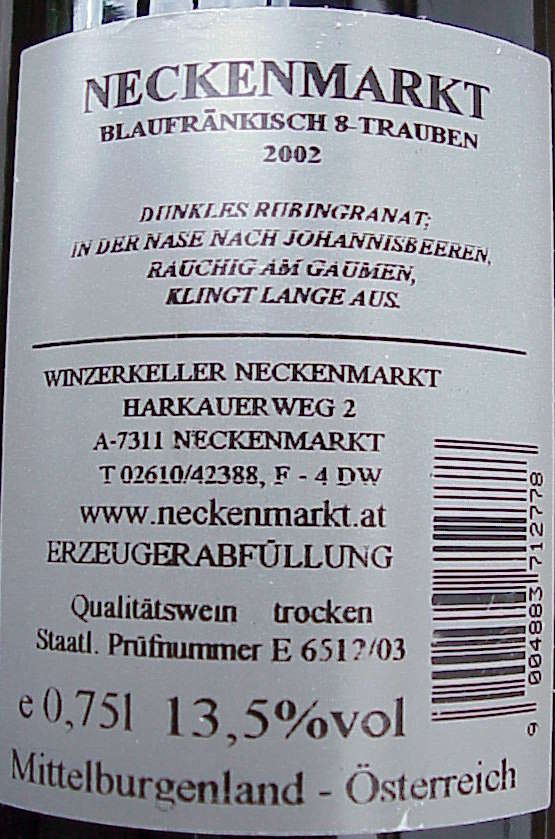 NECKENMARKT
BLAUFRÄNKISCH 8-TRAUBEN
2002
DUNKLES RUBINGRANAT;
IN DER NASE NACH JOHANNISBEEREN,
RAUCHIG AM GAUMEN,
KLINGT LANGE AUS.
WINZERKELLER NECKENMARKT
HARKAUERWEG 2
A-7311 NECKENMARKT
T 02610/42388, F - 4 DW
www.neckenmarkt.at
ERZEUGERABFÜLLUNG
Qualitätswein trocken
Staatl. Prüfnummer E
e 0,75l 13,5%vol
Mittelburgenland - Österreich
9 004883 712778